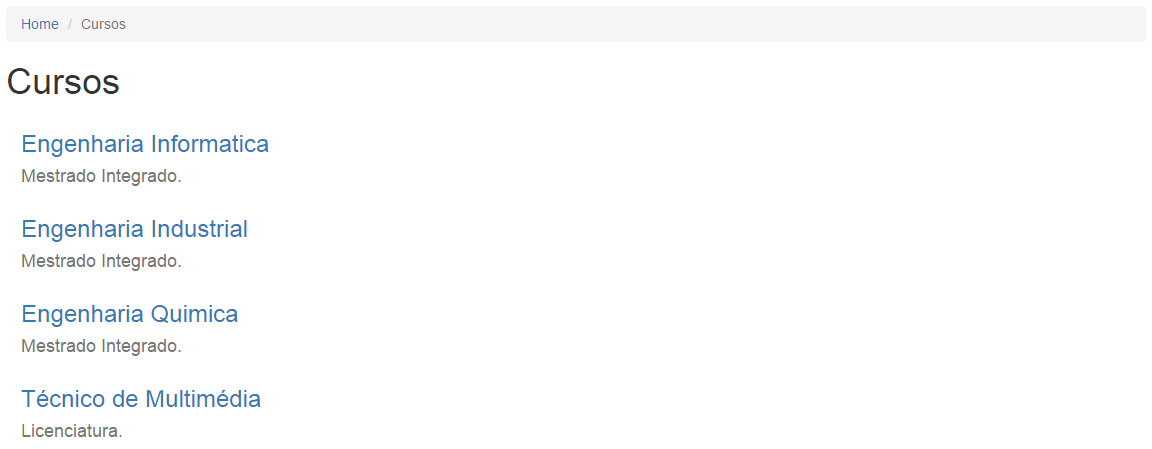 Home / Cursos
Cursos
Engenharia Informatica
Mestrado Integrado.
Engenharia Industrial
Mestrado Integrado.
Engenharia Quimica
Mestrado Integrado.
Técnico de Multimédia
Licenciatura.